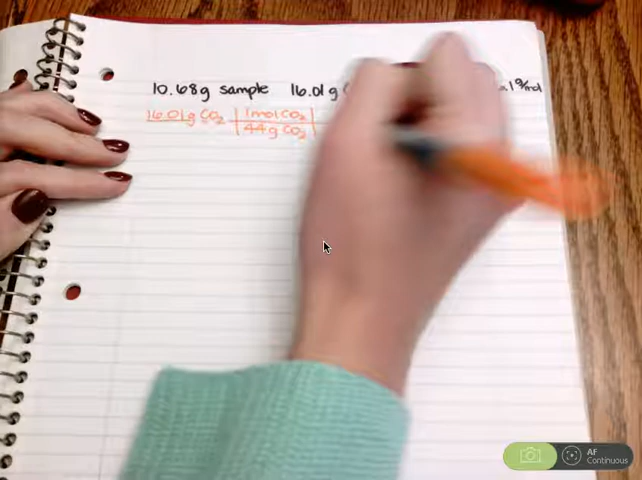 10.68g sample 16.01g
16.01g CO₂ | 1mol CO₂ |
44g CO₂
AF
Continuous